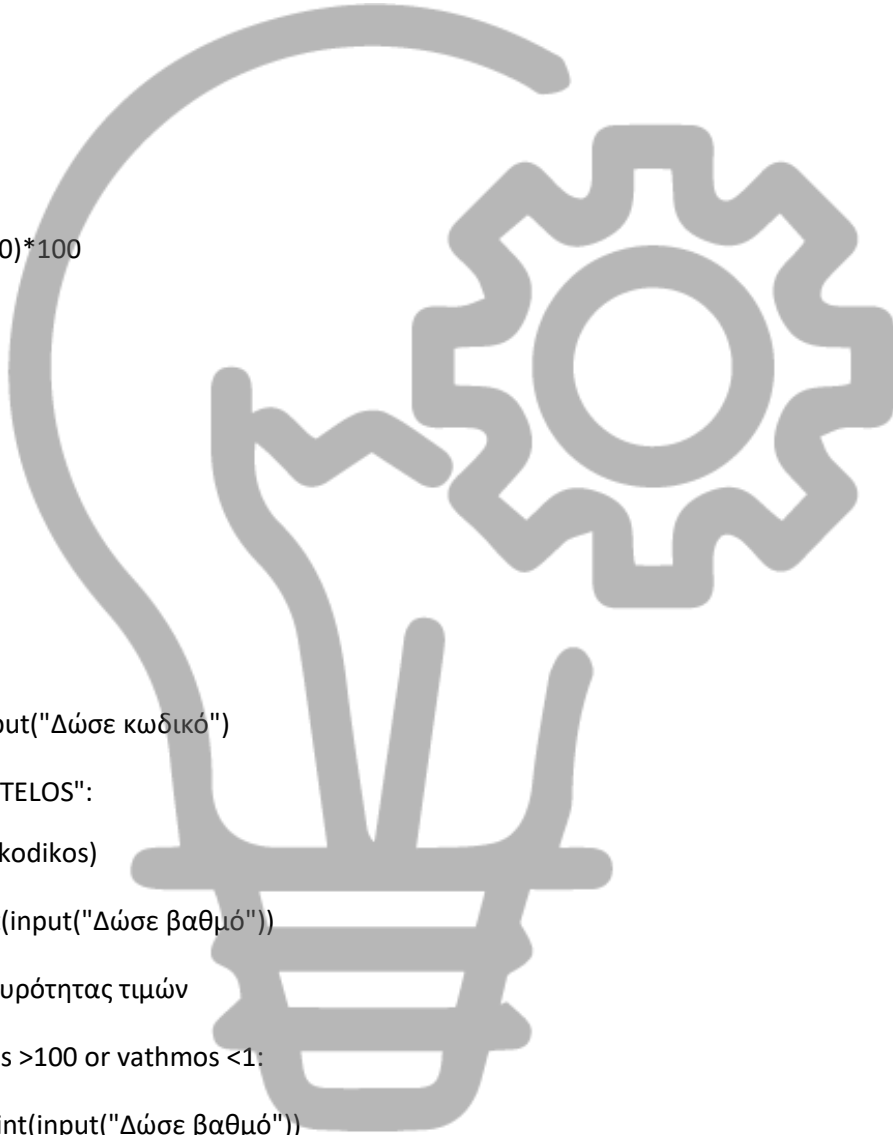 0)*100
out("Δώσε κωδικό")
TELOS":
kodikos)
(input("Δώσε βαθμό"))
υρότητας τιμών
s >100 or vathmos <1:
int(input("Δώσε βαθμό"))